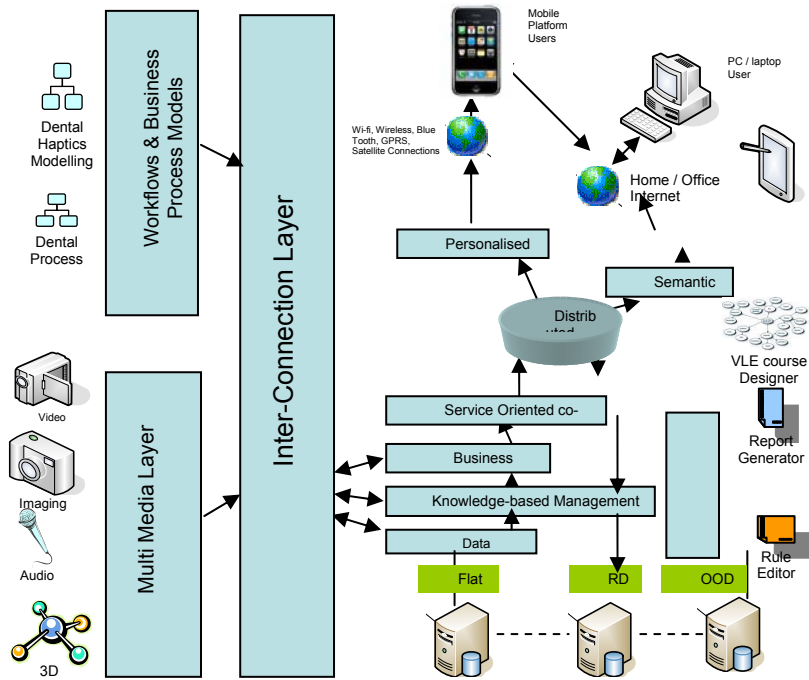 Mobile
Platform
Users
PC / laptop
User
Dental
Haptics
Modelling
Workflows & Business
Process Models
Wi-fi, Wireless, Blue
Tooth, GPRS,
Satellite Connections
Home / Office
Internet
Dental
Process
Inter-Connection Layer
Personalised
Semantic
Distrib
uted
VLE course
Designer
Video
Multi Media Layer
Service Oriented co-
Report
Generator
Business
Imaging
Knowledge-based Management
Data
Audio
Rule
Editor
Flat
RD
OOD
3D